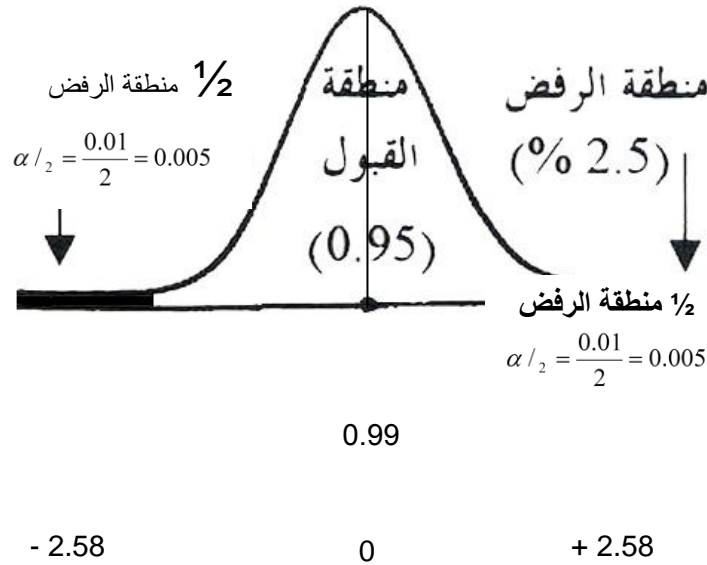 ½ منطقة الرفض
α /₂ = 0.01/2 = 0.005
منطقة
القبول
(0.95)
منطقة الرفض
(% 2.5)
½ منطقة الرفض
α /₂ = 0.01/2 = 0.005
0.99
- 2.58
0
+ 2.58